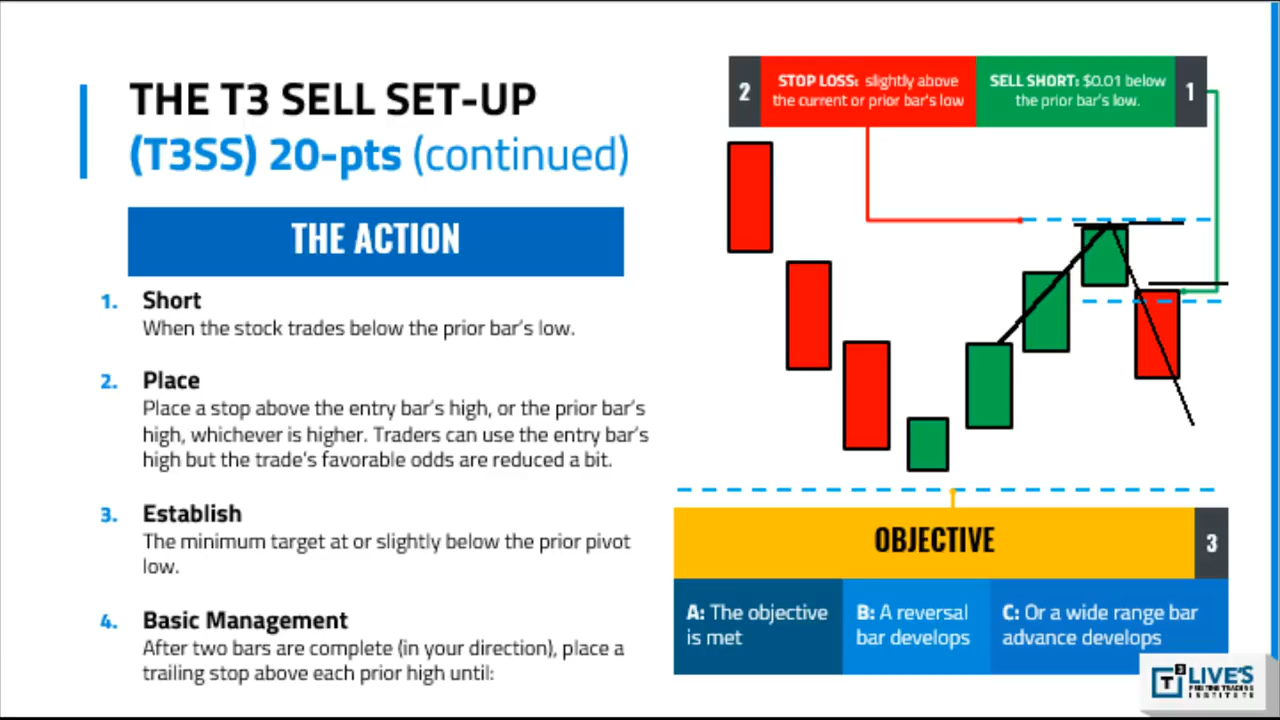 THE T3 SELL SET-UP
(T3SS) 20-pts (continued)
THE ACTION
1. Short
When the stock trades below the prior bar's low.
2. Place
Place a stop above the entry bar's high, or the prior bar's
high, whichever is higher. Traders can use the entry bar's
high but the trade's favorable odds are reduced a bit.
3. Establish
The minimum target at or slightly below the prior pivot
low.
4. Basic Management
After two bars are complete (in your direction), place a
trailing stop above each prior high until:
2
STOP LOSS: slightly above
the current or prior bar's low
SELL SHORT: $0.01 below
the prior bar's low.
1
OBJECTIVE
3
A: The objective
is met
B: A reversal
bar develops
C: Or a wide range bar
advance develops
T3 LIVE'S
PRISTINE TRADING
INSTITUTE